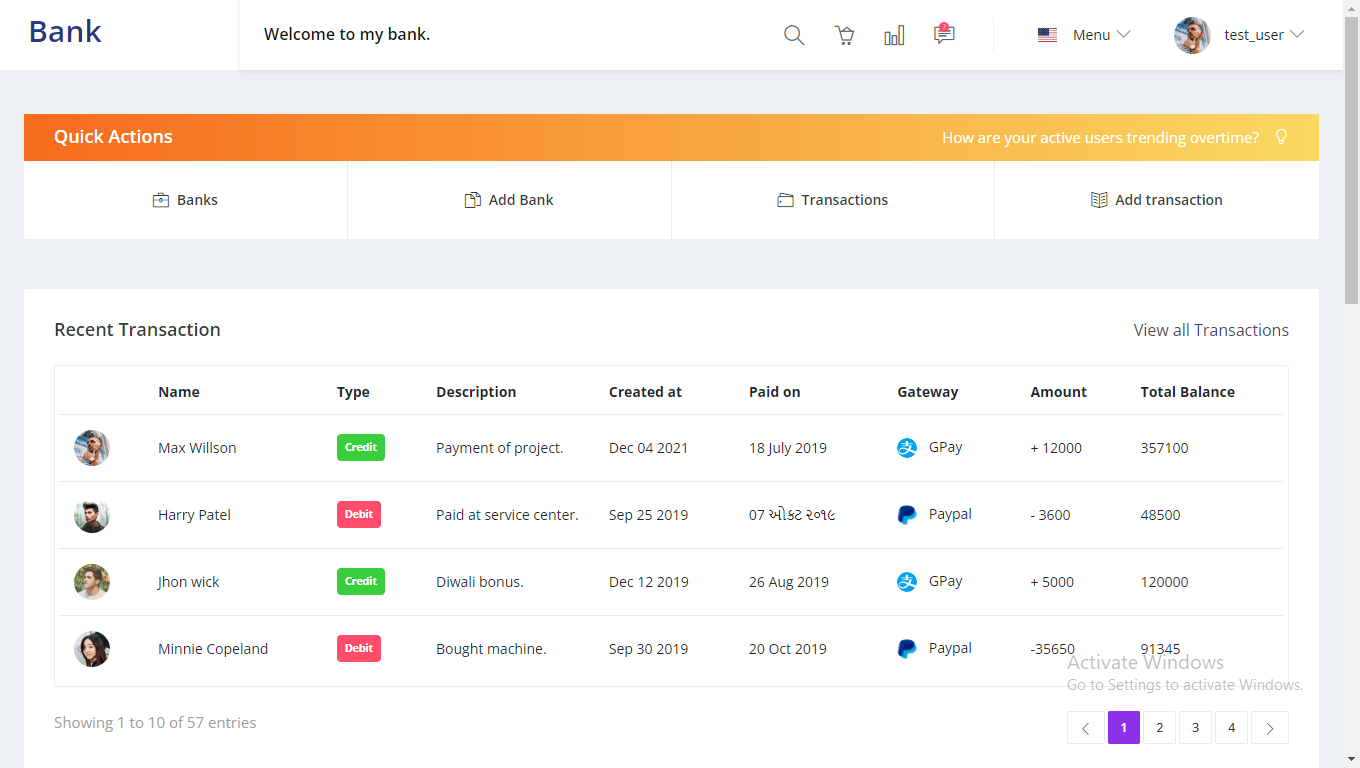 Bank
Welcome to my bank.
Menu
test_user
Quick Actions
How are your active users trending overtime?
Banks
Add Bank
Transactions
Add transaction
Recent Transaction
View all Transactions
Name Type Description Created at Paid on Gateway Amount Total Balance
Max Willson Credit Payment of project. Dec 04 2021 18 July 2019 GPay + 12000 357100
Harry Patel Debit Paid at service center. Sep 25 2019 07 ઓક્ટ ૨૦૧૯ Paypal - 3600 48500
Jhon wick Credit Diwali bonus. Dec 12 2019 26 Aug 2019 GPay + 5000 120000
Minnie Copeland Debit Bought machine. Sep 30 2019 20 Oct 2019 Paypal -35650 91345
Activate Windows
Go to Settings to activate Windows.
Showing 1 to 10 of 57 entries
1 2 3 4